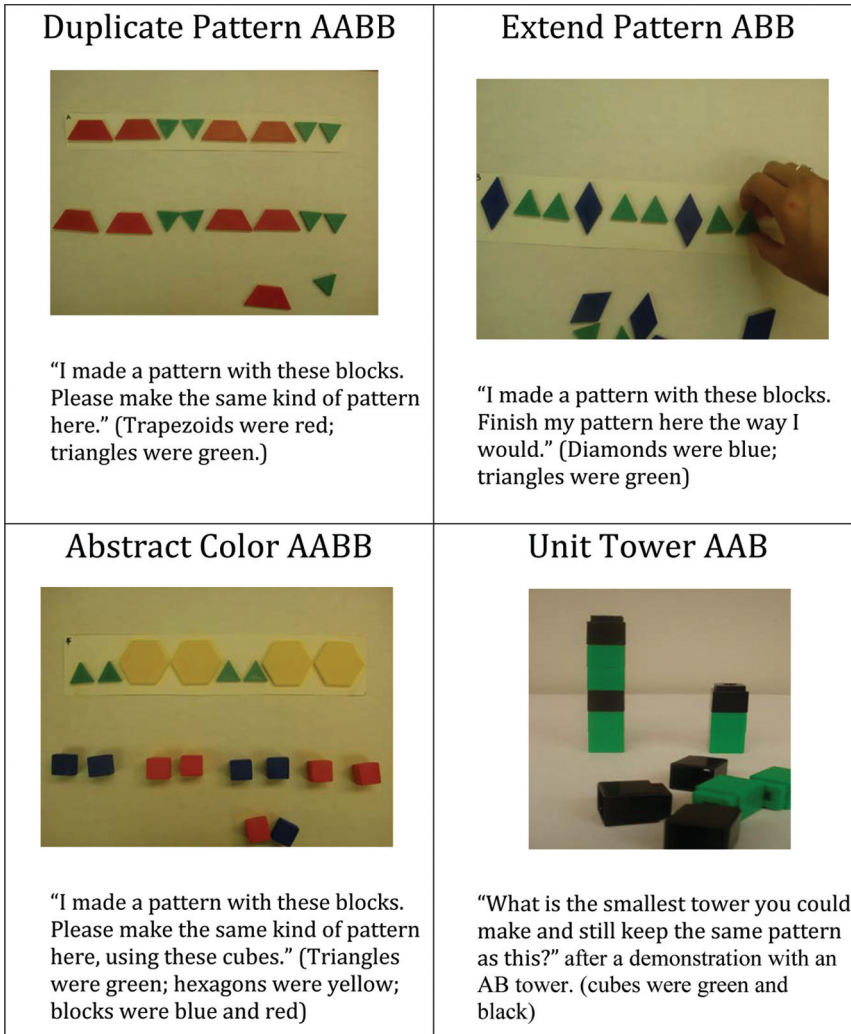 Duplicate Pattern AABB
"I made a pattern with these blocks.
Please make the same kind of pattern
here." (Trapezoids were red;
triangles were green.)
Extend Pattern ABB
"I made a pattern with these blocks.
Finish my pattern here the way I
would." (Diamonds were blue;
triangles were green)
Abstract Color AABB
"I made a pattern with these blocks.
Please make the same kind of pattern
here, using these cubes." (Triangles
were green; hexagons were yellow;
blocks were blue and red)
Unit Tower AAB
"What is the smallest tower you could
make and still keep the same pattern
as this?" after a demonstration with an
AB tower. (cubes were green and
black)